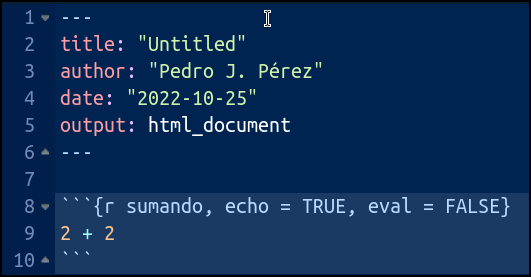 1 ---
2 title: "Untitled"
3 author: "Pedro J. Pérez"
4 date: "2022-10-25"
5 output: html_document
6 ---
7
8 ```{r sumando, echo = TRUE, eval = FALSE}
9 2 + 2
10 ```